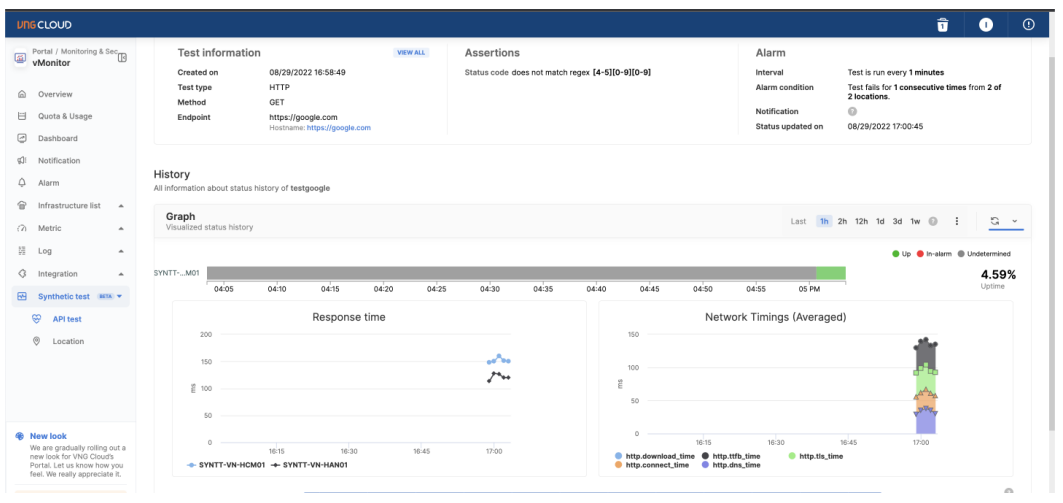 VNG CLOUD
1
I
Portal / Monitoring & Sec
vMonitor
Overview
Quota & Usage
Dashboard
Notification
Alarm
Infrastructure list
Metric
Log
Integration
Synthetic test BETA
API test
Location
New look
We are gradually rolling out a
new look for VNG Cloud's
Portal. Let us know how you
feel. We really appreciate it.
Test information VIEW ALL
Created on 08/29/2022 16:58:49
Test type HTTP
Method GET
Endpoint https://google.com
Hostname: https://google.com
Assertions
Status code does not match regex [4-5][0-9][0-9]
Alarm
Interval Test is run every 1 minutes
Alarm condition Test fails for 1 consecutive times from 2 of
2 locations.
Notification ?
Status updated on 08/29/2022 17:00:45
History
All information about status history of testgoogle
Graph
Visualized status history
Last 1h 2h 12h 1d 3d 1w ?
Up In-alarm Undetermined
SYNTT-...M01
04:05 04:10 04:15 04:20 04:25 04:30 04:35 04:40 04:45 04:50 04:55 05 PM
4.59%
Uptime
Response time
200
150
100
50
0
ms
16:15 16:30 16:45 17:00
SYNTT-VN-HCM01 SYNTT-VN-HAN01
Network Timings (Averaged)
150
100
50
0
ms
16:15 16:30 16:45 17:00
http.download_time http.ttfb_time http.tls_time
http.connect_time http.dns_time